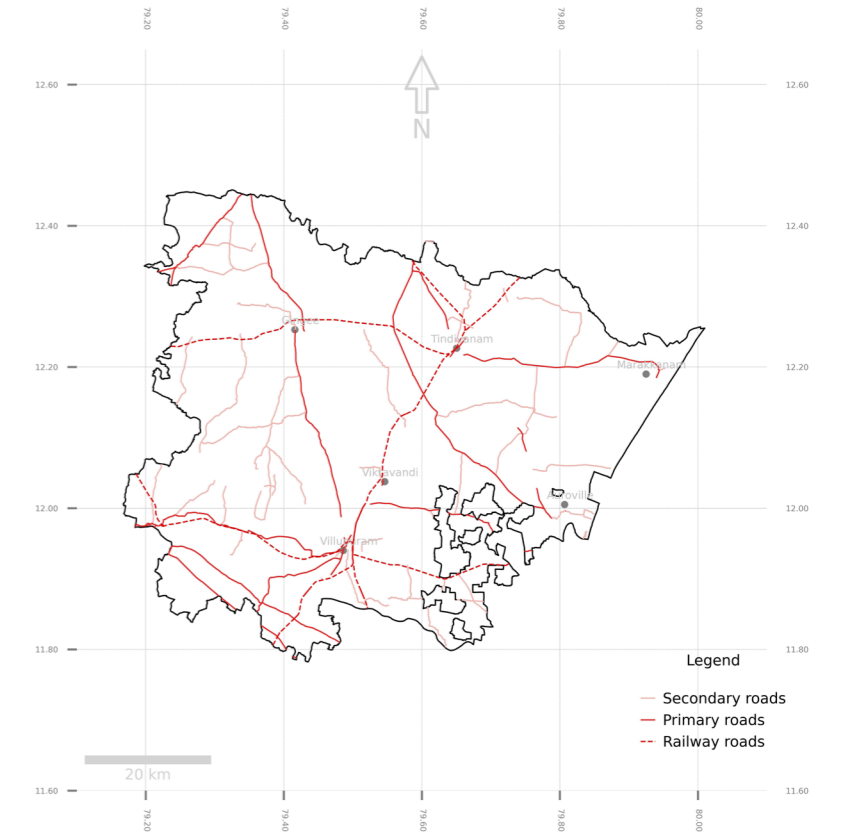 79.20 79.40 79.60 79.80 80.00
12.60 12.60
N
12.40 12.40
Gingee
Tindivanam
12.20 12.20
Marakkanam
Vikravandi
Auroville
12.00 12.00
Villupuram
11.80 11.80
Legend
Secondary roads
Primary roads
Railway roads
20 km
11.60 11.60
79.20 79.40 79.60 79.80 80.00